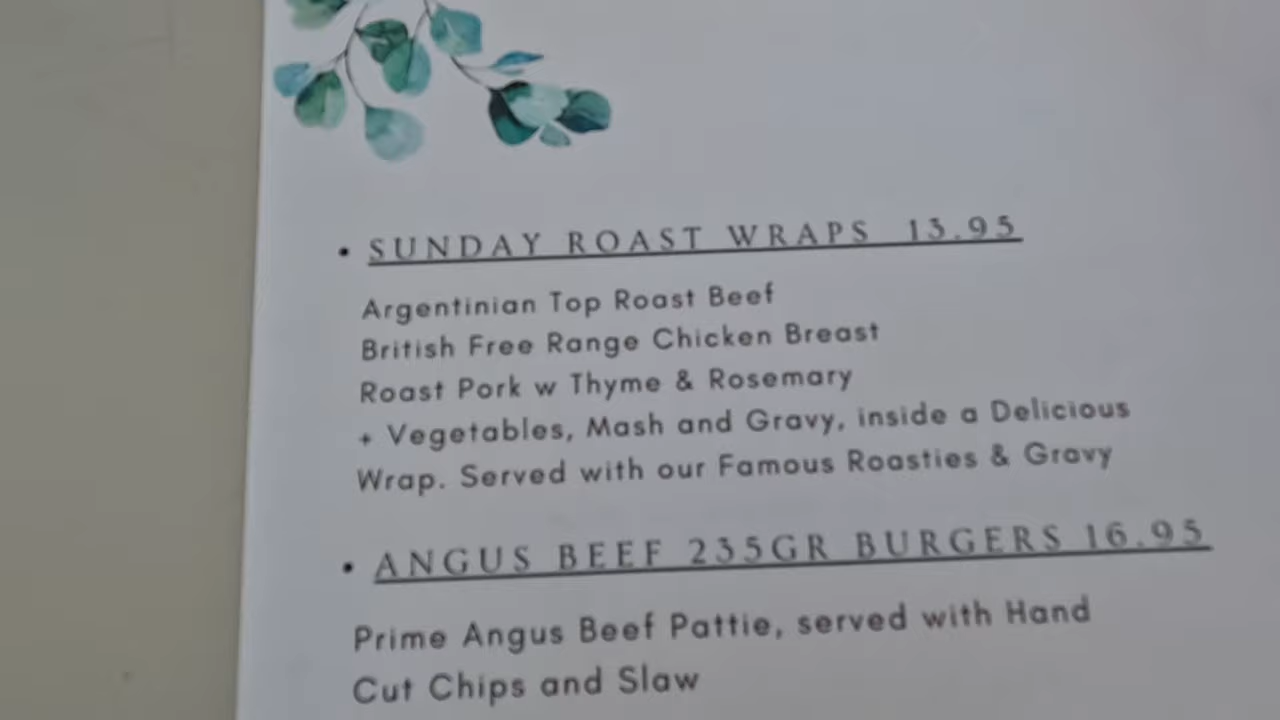 • SUNDAY ROAST WRAPS 13.95
Argentinian Top Roast Beef
British Free Range Chicken Breast
Roast Pork w Thyme & Rosemary
+ Vegetables, Mash and Gravy, inside a Delicious
Wrap. Served with our Famous Roasties & Gravy
• ANGUS BEEF 235GR BURGERS 16.95
Prime Angus Beef Pattie, served with Hand
Cut Chips and Slaw